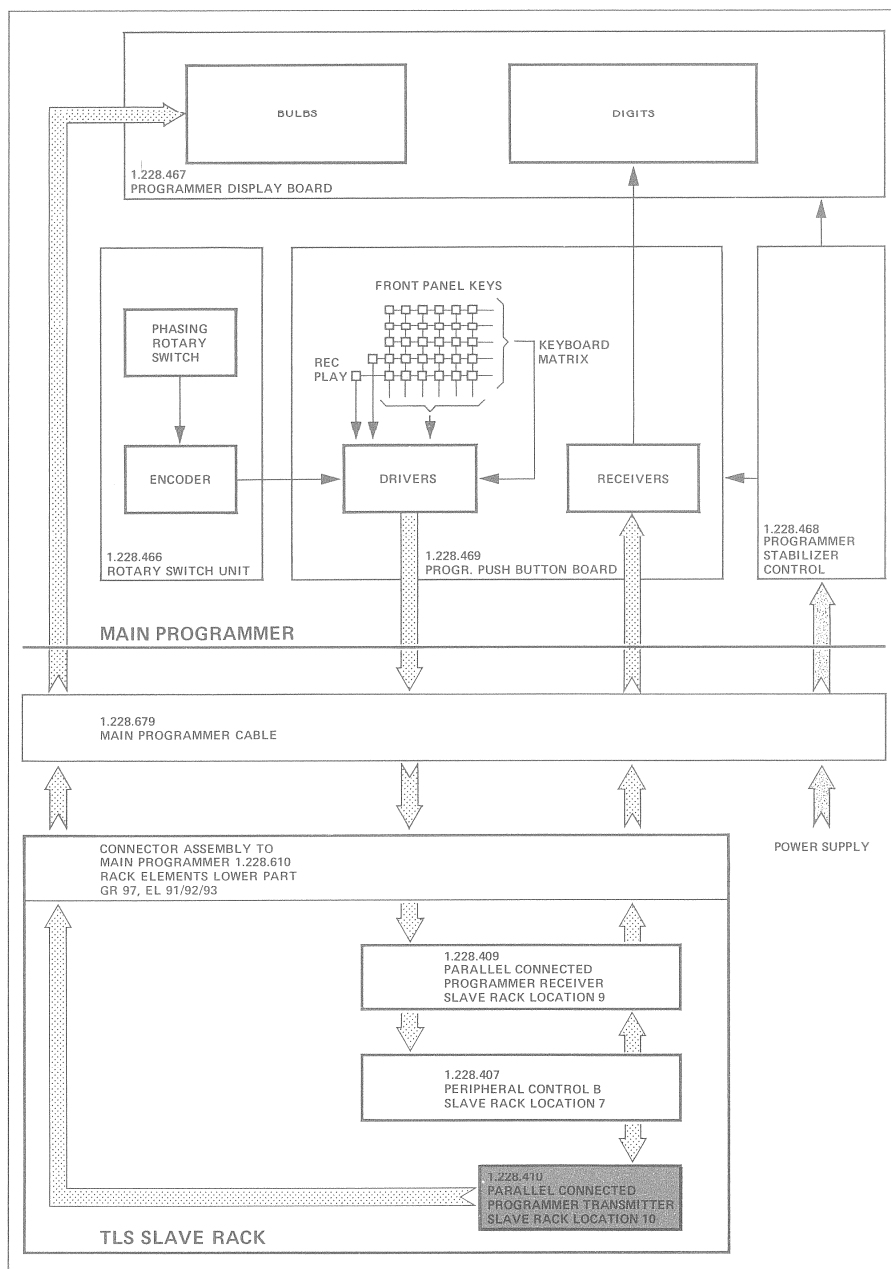 BULBS
DIGITS
1.228.467
PROGRAMMER DISPLAY BOARD
FRONT PANEL KEYS
PHASING
ROTARY
SWITCH
REC
PLAY
KEYBOARD
MATRIX
ENCODER
DRIVERS
RECEIVERS
1.228.466
ROTARY SWITCH UNIT
1.228.469
PROGR. PUSH BUTTON BOARD
1.228.468
PROGRAMMER
STABILIZER
CONTROL
MAIN PROGRAMMER
1.228.679
MAIN PROGRAMMER CABLE
CONNECTOR ASSEMBLY TO
MAIN PROGRAMMER 1.228.610
RACK ELEMENTS LOWER PART
GR 97, EL 91/92/93
POWER SUPPLY
1.228.409
PARALLEL CONNECTED
PROGRAMMER RECEIVER
SLAVE RACK LOCATION 9
1.228.407
PERIPHERAL CONTROL B
SLAVE RACK LOCATION 7
1.228.410
PARALLEL CONNECTED
PROGRAMMER TRANSMITTER
SLAVE RACK LOCATION 10
TLS SLAVE RACK